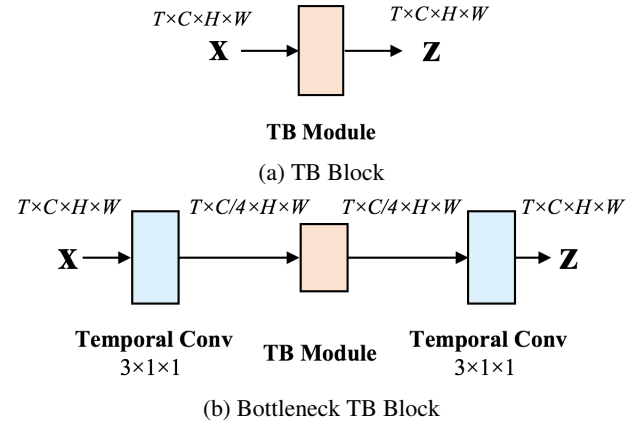 T×C×H×W T×C×H×W
X Z
TB Module
(a) TB Block
T×C×H×W T×C/4×H×W T×C/4×H×W T×C×H×W
X Z
Temporal Conv TB Module Temporal Conv
3×1×1 3×1×1
(b) Bottleneck TB Block